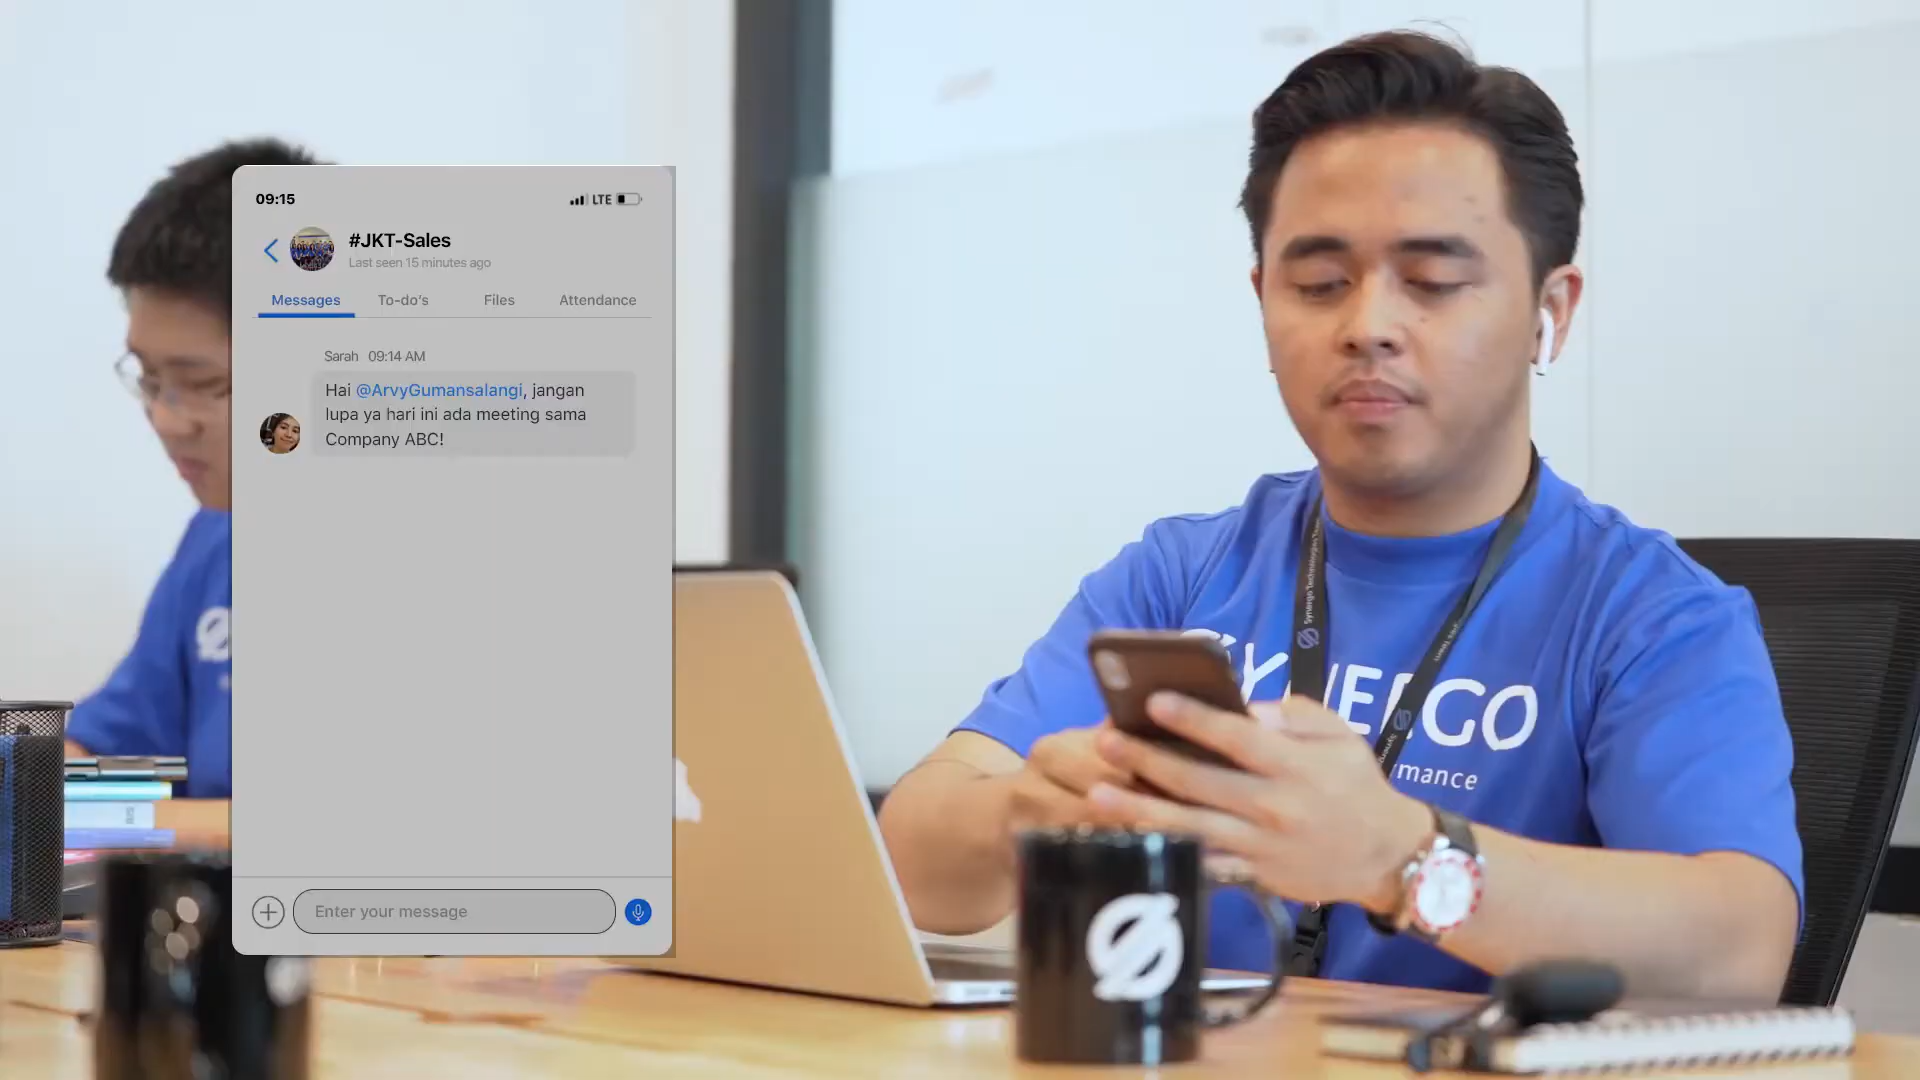 09:15
LTE
#JKT-Sales
Last seen 15 minutes ago
Messages To-do's Files Attendance
Sarah 09:14 AM
Hai @ArvyGumansalangi, jangan
lupa ya hari ini ada meeting sama
Company ABC!
Enter your message
Synergo